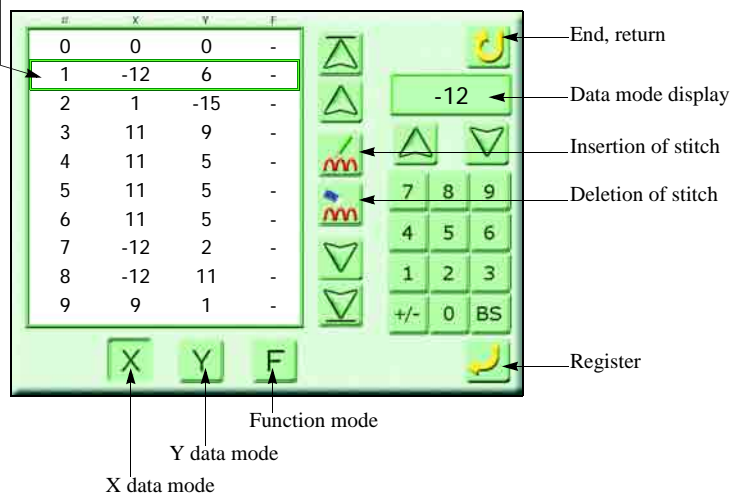 # X Y F
0 0 0 -
1 -12 6 -
2 1 -15 -
3 11 9 -
4 11 5 -
5 11 5 -
6 11 5 -
7 -12 2 -
8 -12 11 -
9 9 1 -
X Y F
End, return
-12
Data mode display
Insertion of stitch
Deletion of stitch
7 8 9
4 5 6
1 2 3
+/- 0 BS
Register
Function mode
Y data mode
X data mode